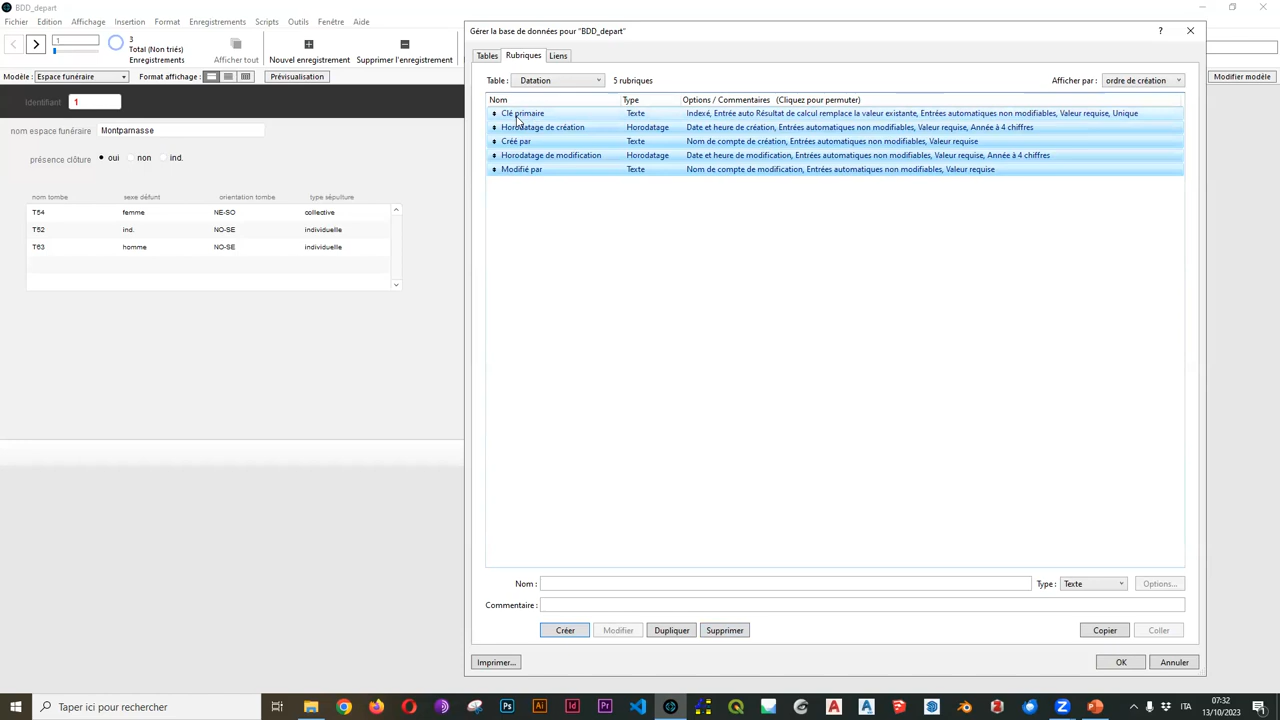 BDD_depart
Fichier Edition Affichage Insertion Format Enregistrements Scripts Outils Fenêtre Aide
1
3
Total (Non triés)
Enregistrements
Afficher tout
Nouvel enregistrement
Supprimer l'enregistrement
Modèle : Espace funéraire Format affichage : Prévisualisation
Modifier modèle
Identifiant 1
nom espace funéraire Montparnasse
présence clôture oui non ind.
nom tombe sexe défunt orientation tombe type sépulture
T54 femme NE-SO collective
T52 ind. NO-SE individuelle
T63 homme NO-SE individuelle
Gérer la base de données pour "BDD_depart"
?
Tables Rubriques Liens
Table : Datation 5 rubriques Afficher par : ordre de création
Nom Type Options / Commentaires (Cliquez pour permuter)
Clé primaire Texte Indexé, Entrée auto Résultat de calcul remplace la valeur existante, Entrées automatiques non modifiables, Valeur requise, Unique
Horodatage de création Horodatage Date et heure de création, Entrées automatiques non modifiables, Valeur requise, Année à 4 chiffres
Créé par Texte Nom de compte de création, Entrées automatiques non modifiables, Valeur requise
Horodatage de modification Horodatage Date et heure de modification, Entrées automatiques non modifiables, Valeur requise, Année à 4 chiffres
Modifié par Texte Nom de compte de modification, Entrées automatiques non modifiables, Valeur requise
Nom : Type : Texte Options...
Commentaire :
Créer Modifier Dupliquer Supprimer Copier Coller
Imprimer... OK Annuler
Taper ici pour rechercher
Ps Ai Id Pr
ITA
07:32
13/10/2023